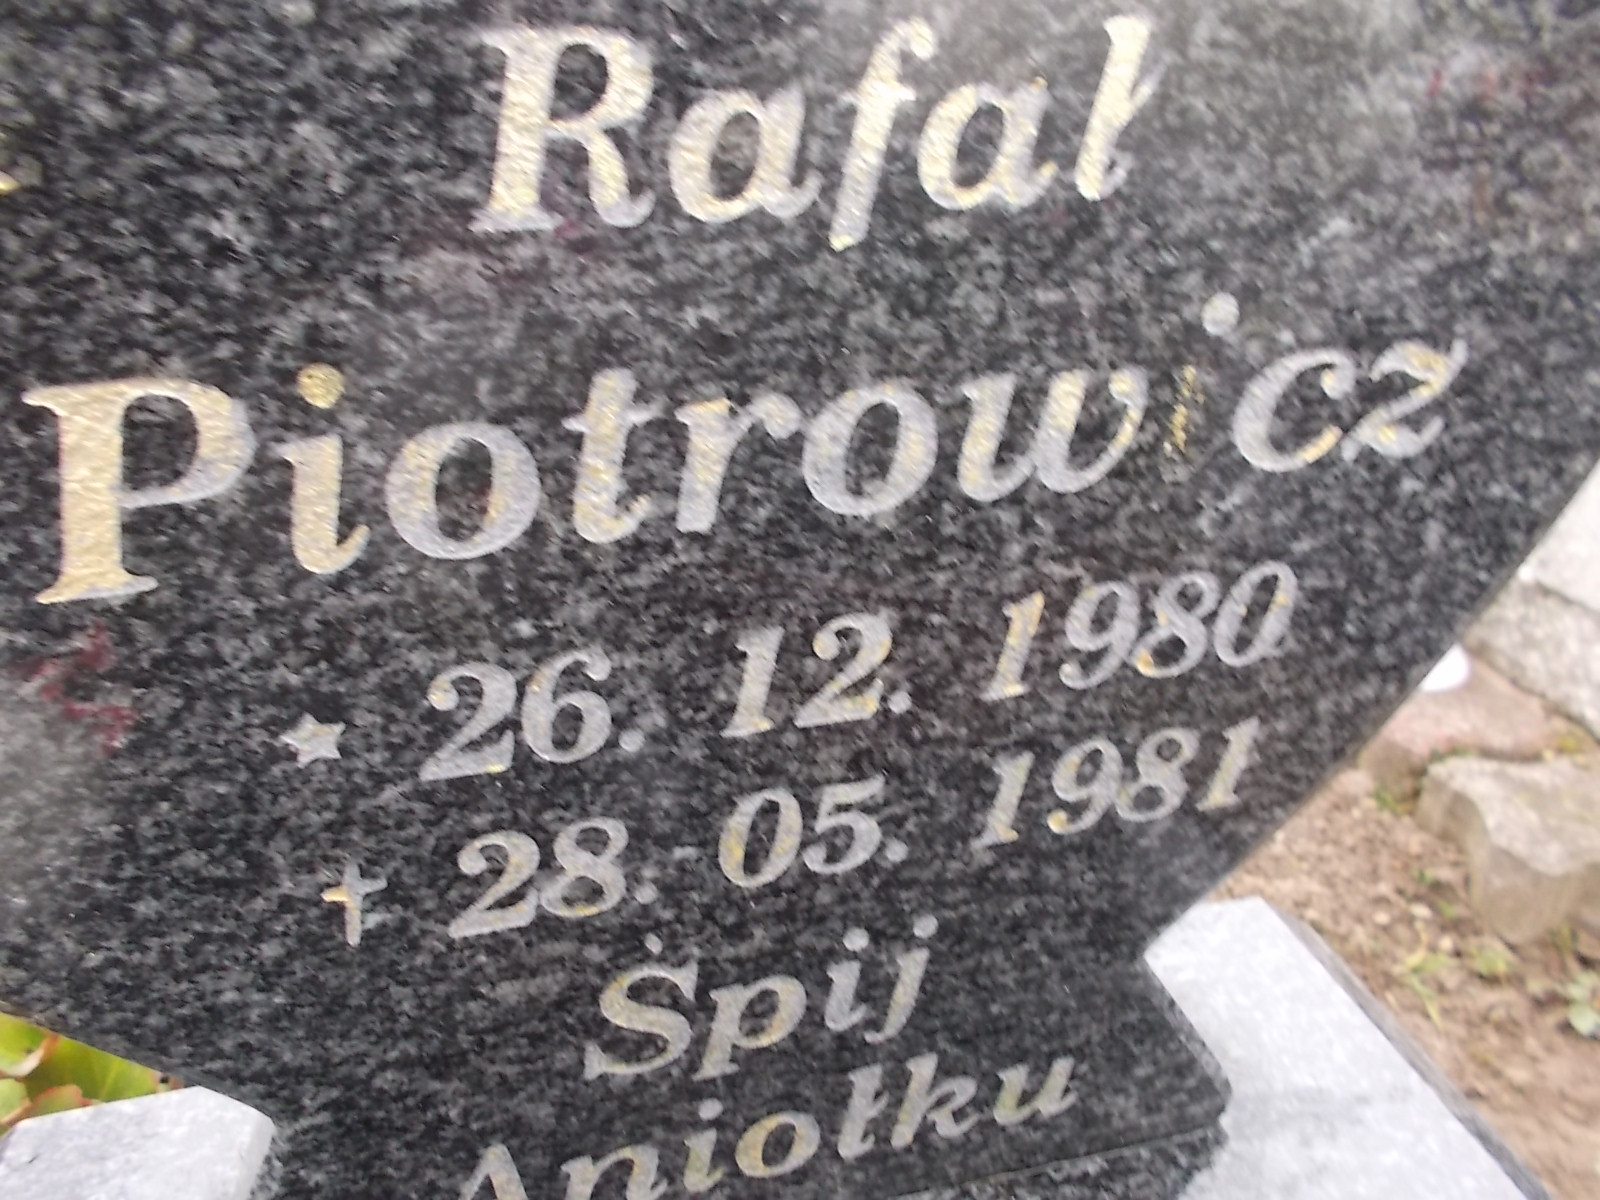 Rafał
Piotrowicz
★ 26. 12. 1980
✝ 28. 05. 1981
Śpij
Aniołku